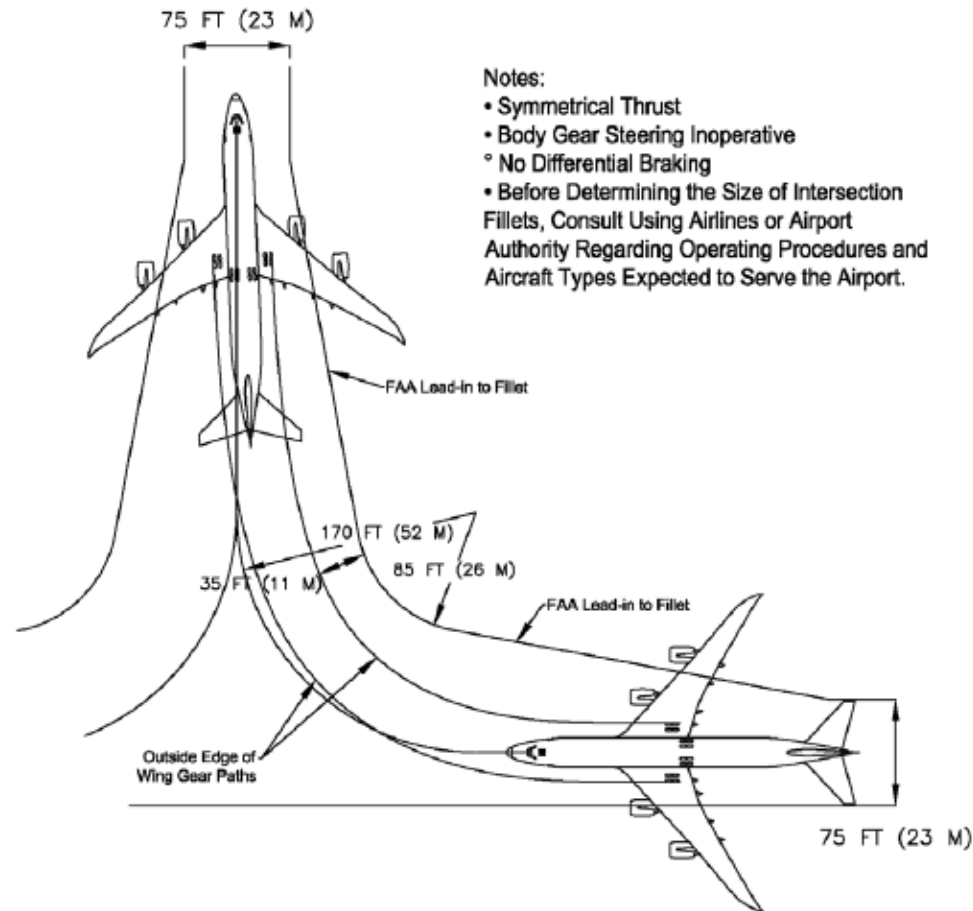 75 FT (23 M)
Notes:
• Symmetrical Thrust
• Body Gear Steering Inoperative
° No Differential Braking
• Before Determining the Size of Intersection
Fillets, Consult Using Airlines or Airport
Authority Regarding Operating Procedures and
Aircraft Types Expected to Serve the Airport.
FAA Lead-in to Fillet
170 FT (52 M)
85 FT (26 M)
35 FT (11 M)
FAA Lead-in to Fillet
Outside Edge of
Wing Gear Paths
75 FT (23 M)